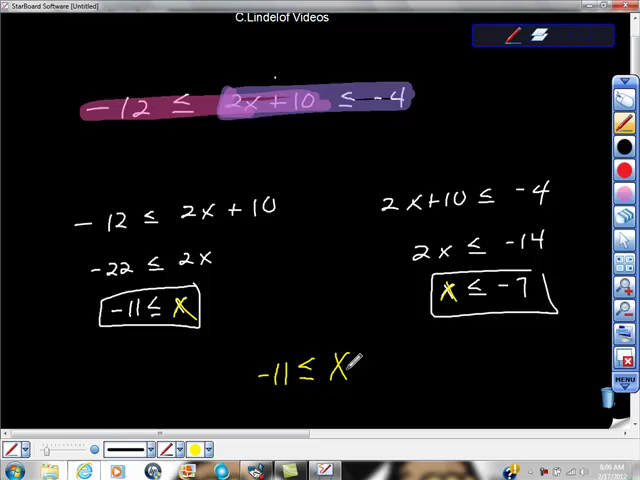 StarBoard Software [Untitled]
C.Lindelof Videos
-12 ≤ 2x+10 ≤ -4
-12 ≤ 2x+10
-22 ≤ 2x
-11 ≤ x
2x+10 ≤ -4
2x ≤ -14
x ≤ -7
-11 ≤ x
MENU
8:06 AM
2/17/2012